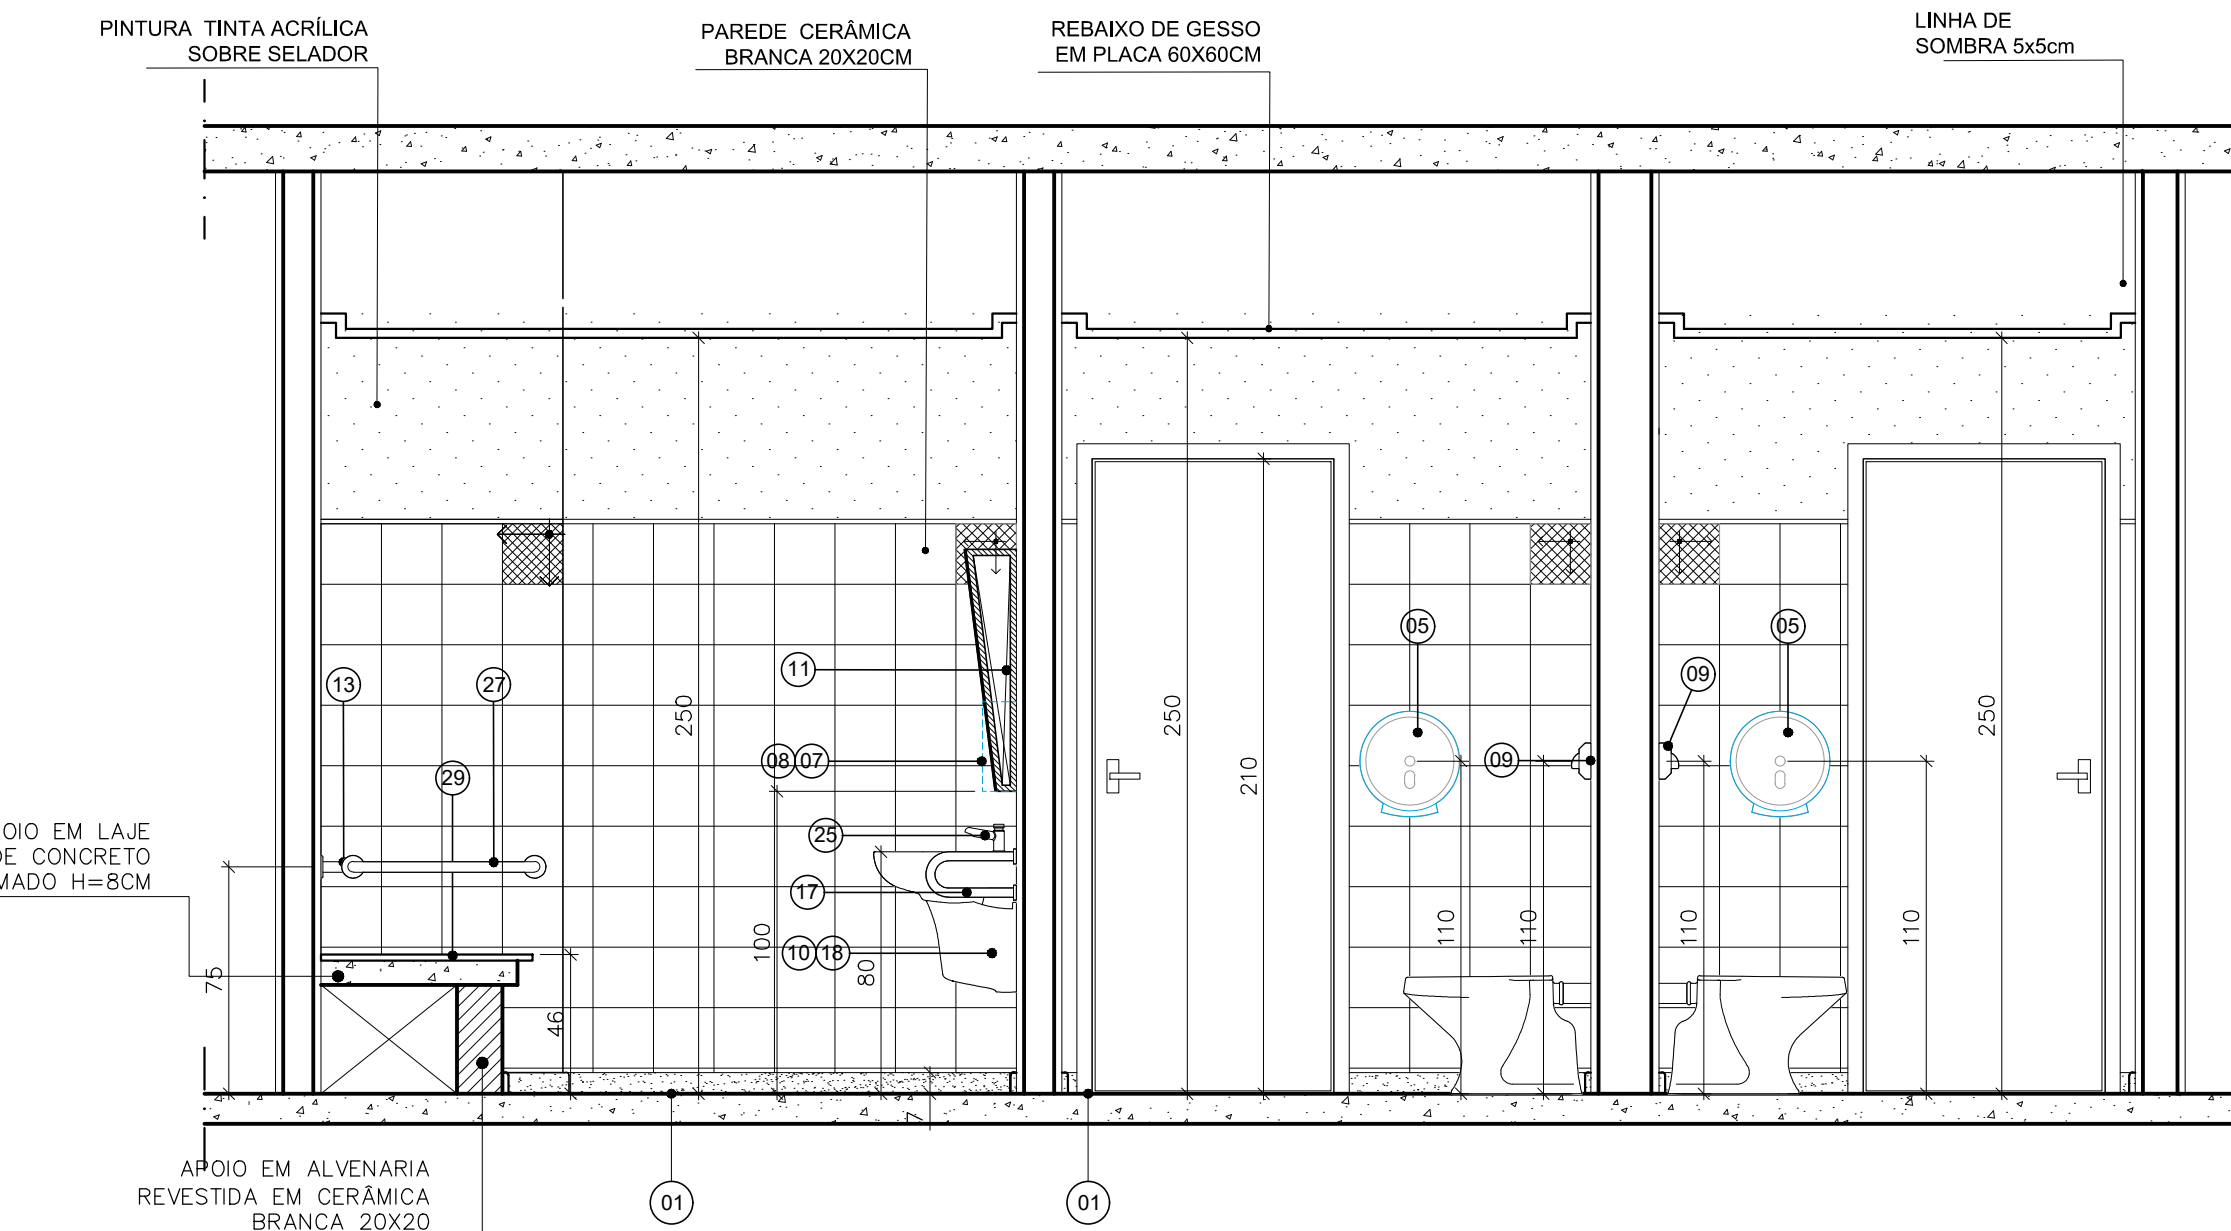 PINTURA TINTA ACRÍLICA
SOBRE SELADOR
PAREDE CERÂMICA
BRANCA 20X20CM
REBAIXO DE GESSO
EM PLACA 60X60CM
LINHA DE
SOMBRA 5x5cm
05
05
11
09
13
27
250
250
250
08 07
09
29
210
25
OIO EM LAJE
DE CONCRETO
MADO H=8CM
17
100
110
110
110
110
10 18
80
75
46
7
APOIO EM ALVENARIA
REVESTIDA EM CERÂMICA
BRANCA 20X20
01
01